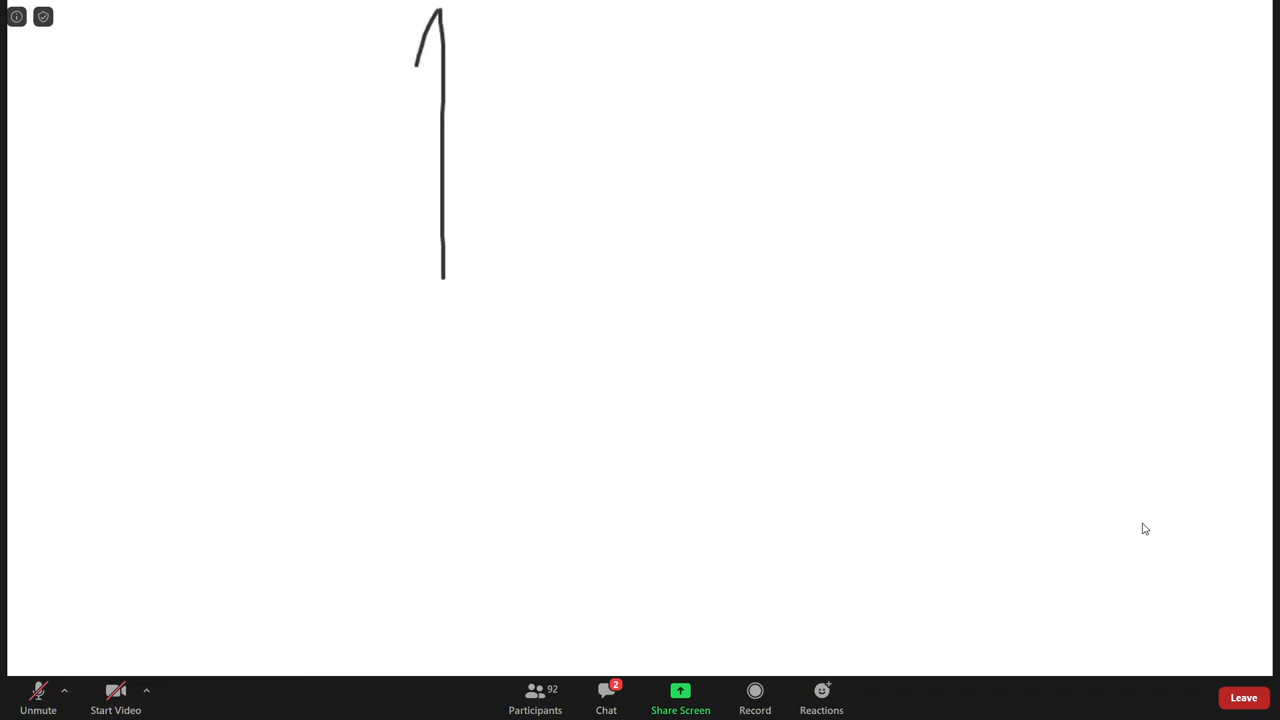 1
Unmute
Start Video
92
Participants
2
Chat
Share Screen
Record
Reactions
Leave